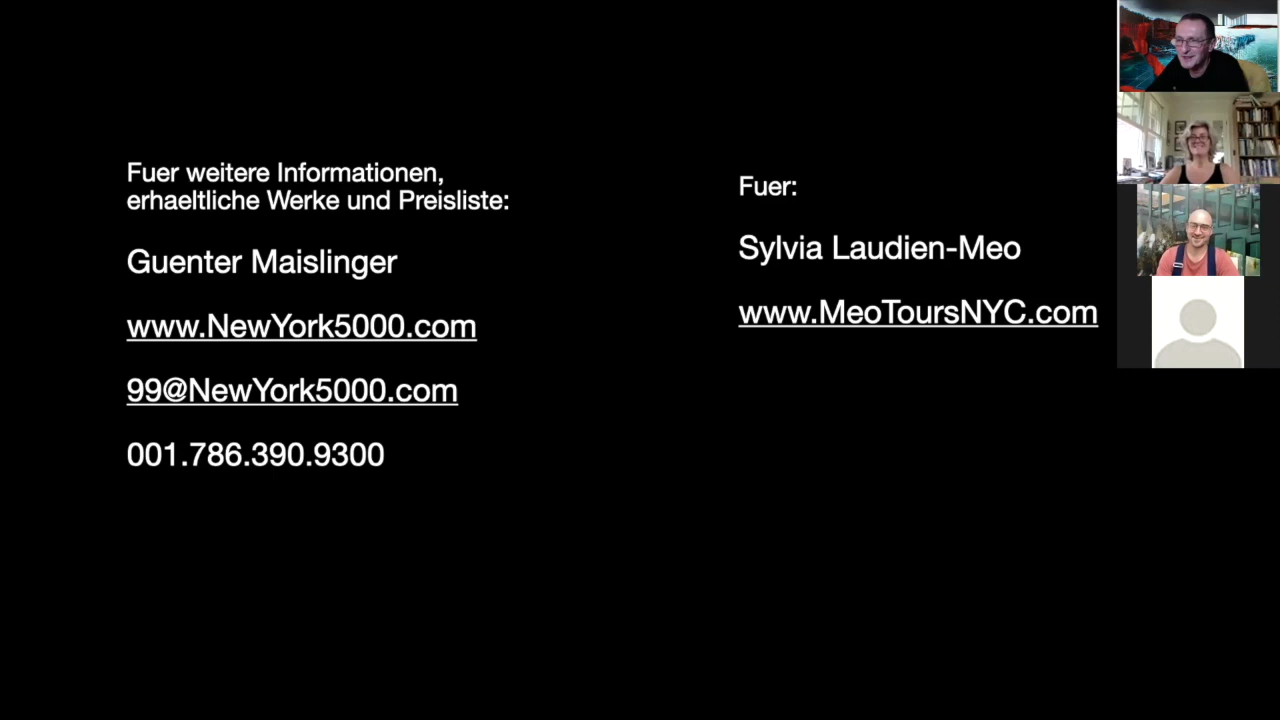 Fuer weitere Informationen,
erhaeltliche Werke und Preisliste:
Guenter Maislinger
www.NewYork5000.com
99@NewYork5000.com
001.786.390.9300
Fuer:
Sylvia Laudien-Meo
www.MeoToursNYC.com